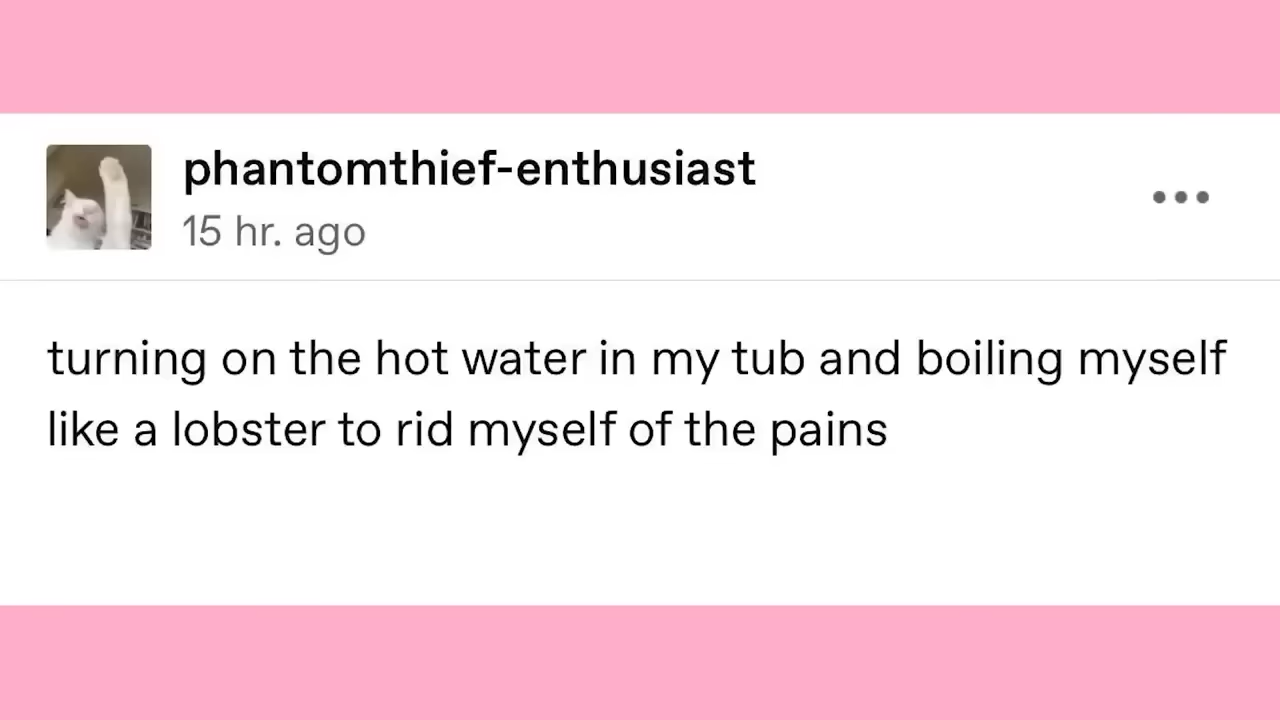 phantomthief-enthusiast
15 hr. ago
turning on the hot water in my tub and boiling myself
like a lobster to rid myself of the pains